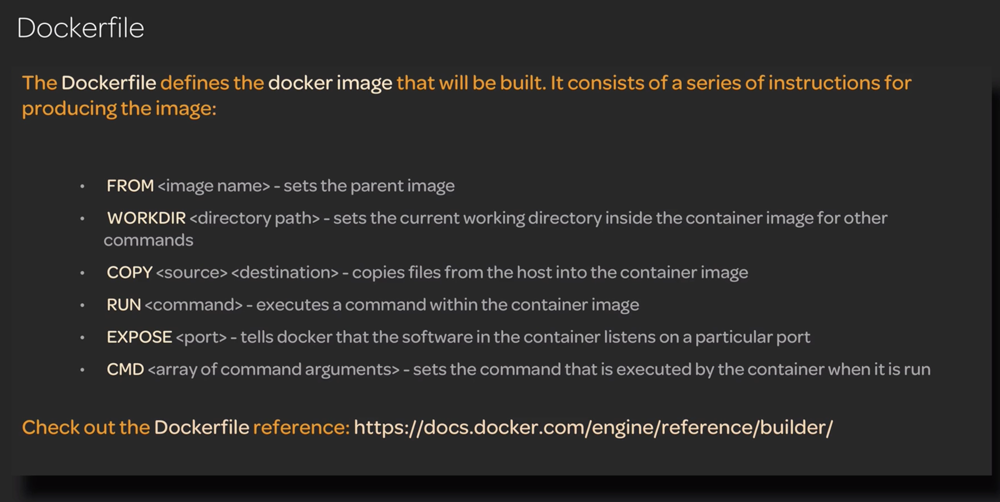 Dockerfile
The Dockerfile defines the docker image that will be built. It consists of a series of instructions for
producing the image:
• FROM <image name> - sets the parent image
• WORKDIR <directory path> - sets the current working directory inside the container image for other
commands
• COPY <source> <destination> - copies files from the host into the container image
• RUN <command> - executes a command within the container image
• EXPOSE <port> - tells docker that the software in the container listens on a particular port
• CMD <array of command arguments> - sets the command that is executed by the container when it is run
Check out the Dockerfile reference: https://docs.docker.com/engine/reference/builder/